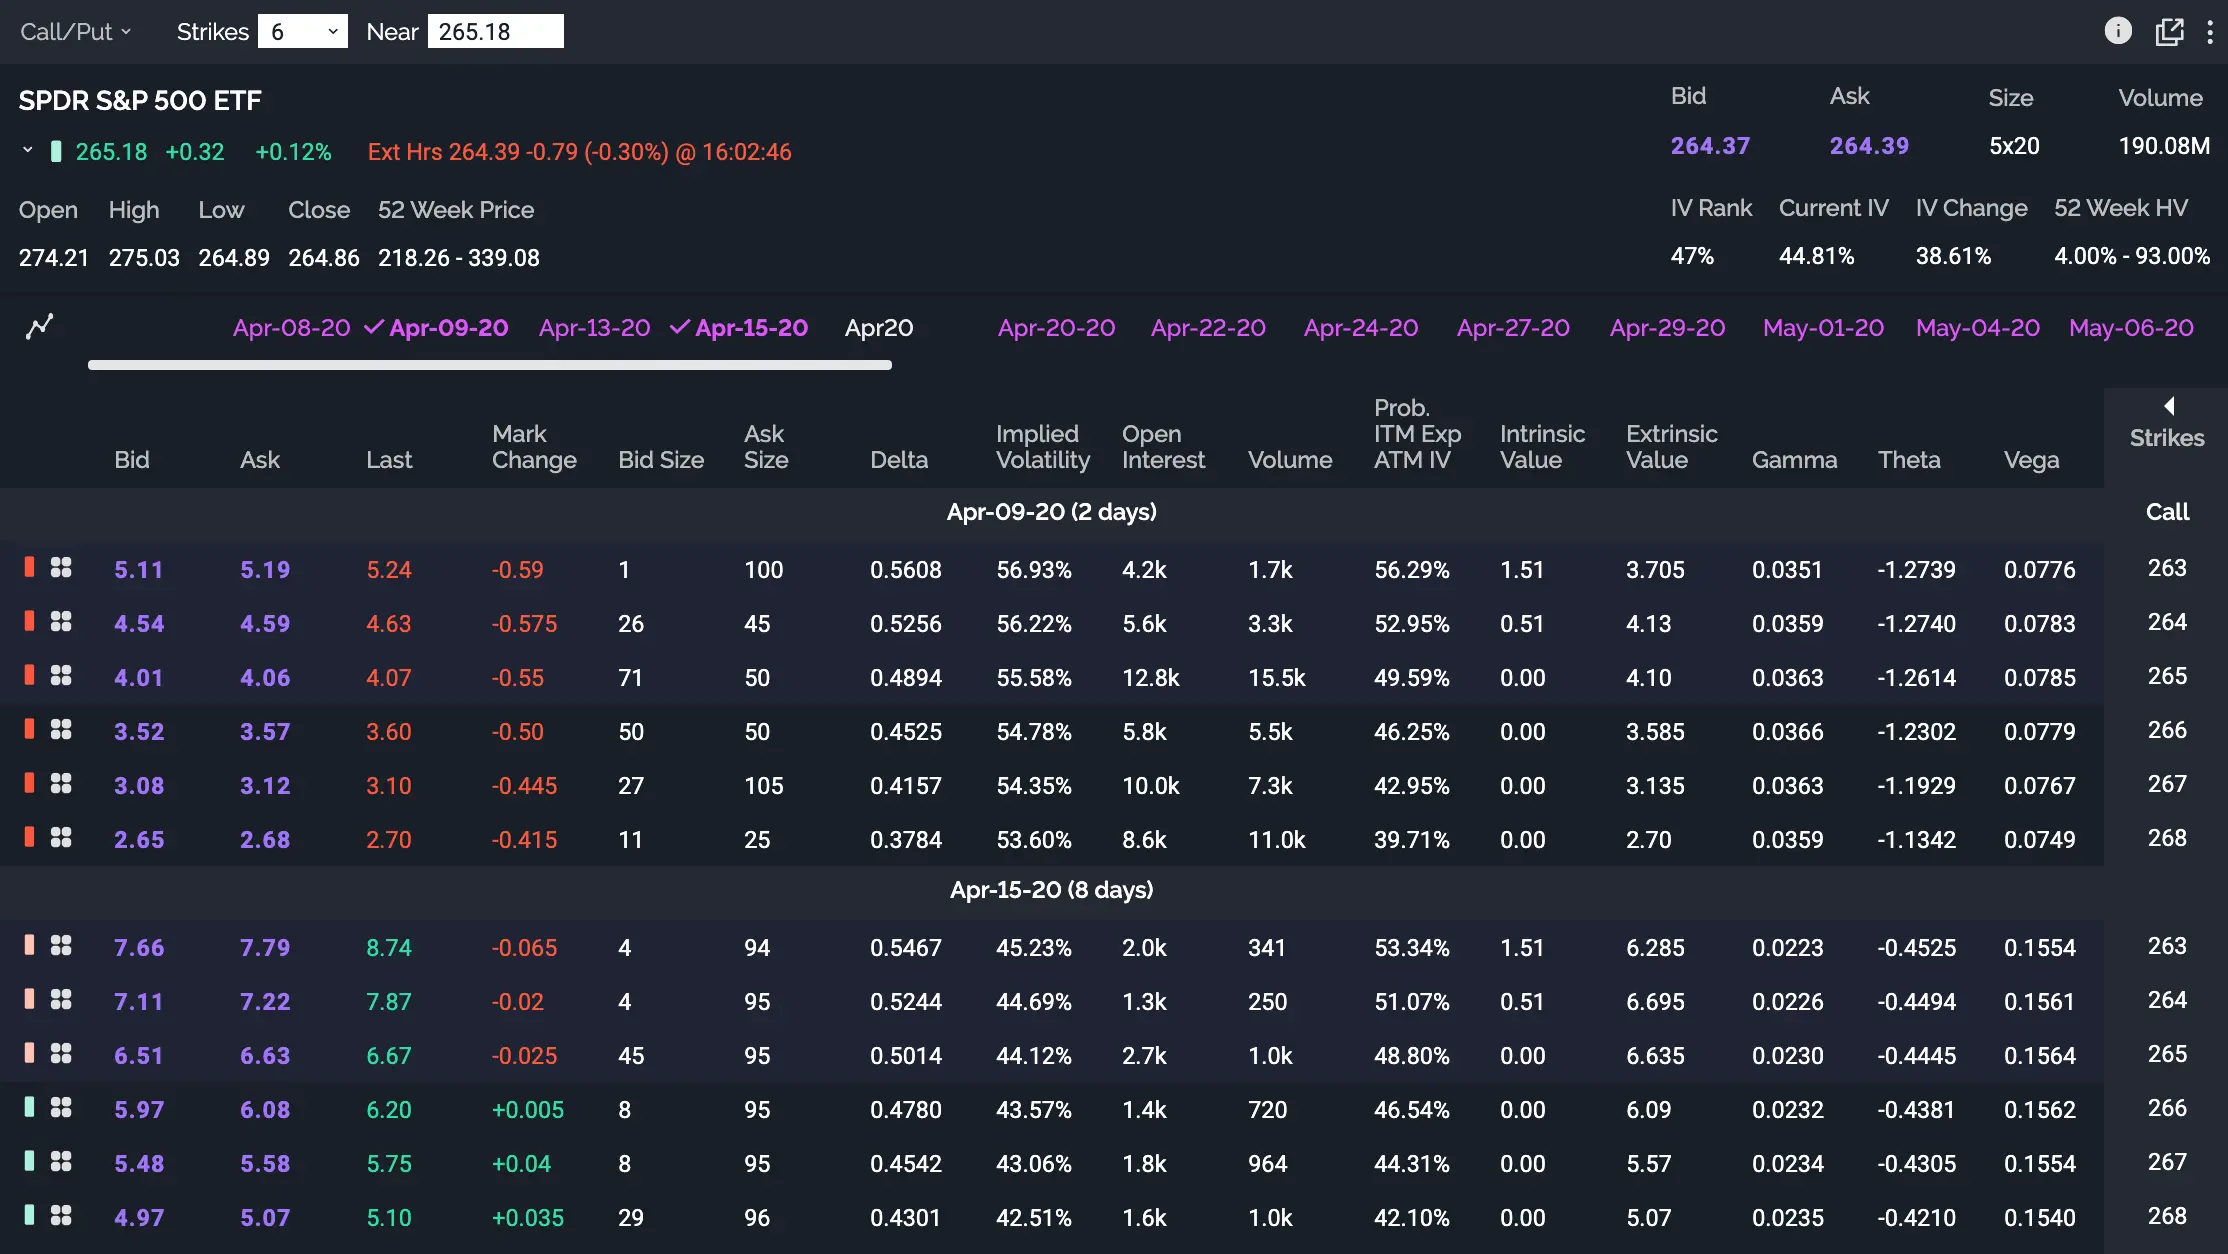 Call/Put Strikes 6 Near 265.18
SPDR S&P 500 ETF
265.18 +0.32 +0.12% Ext Hrs 264.39 -0.79 (-0.30%) @ 16:02:46
Bid Ask Size Volume
264.37 264.39 5x20 190.08M
Open High Low Close 52 Week Price
274.21 275.03 264.89 264.86 218.26 - 339.08
IV Rank Current IV IV Change 52 Week HV
47% 44.81% 38.61% 4.00% - 93.00%
Apr-08-20 Apr-09-20 Apr-13-20 Apr-15-20 Apr20 Apr-20-20 Apr-22-20 Apr-24-20 Apr-27-20 Apr-29-20 May-01-20 May-04-20 May-06-20
Bid Ask Last Mark Change Bid Size Ask Size Delta Implied Volatility Open Interest Volume Prob. ITM Exp ATM IV Intrinsic Value Extrinsic Value Gamma Theta Vega Strikes
Apr-09-20 (2 days) Call
5.11 5.19 5.24 -0.59 1 100 0.5608 56.93% 4.2k 1.7k 56.29% 1.51 3.705 0.0351 -1.2739 0.0776 263
4.54 4.59 4.63 -0.575 26 45 0.5256 56.22% 5.6k 3.3k 52.95% 0.51 4.13 0.0359 -1.2740 0.0783 264
4.01 4.06 4.07 -0.55 71 50 0.4894 55.58% 12.8k 15.5k 49.59% 0.00 4.10 0.0363 -1.2614 0.0785 265
3.52 3.57 3.60 -0.50 50 50 0.4525 54.78% 5.8k 5.5k 46.25% 0.00 3.585 0.0366 -1.2302 0.0779 266
3.08 3.12 3.10 -0.445 27 105 0.4157 54.35% 10.0k 7.3k 42.95% 0.00 3.135 0.0363 -1.1929 0.0767 267
2.65 2.68 2.70 -0.415 11 25 0.3784 53.60% 8.6k 11.0k 39.71% 0.00 2.70 0.0359 -1.1342 0.0749 268
Apr-15-20 (8 days)
7.66 7.79 8.74 -0.065 4 94 0.5467 45.23% 2.0k 341 53.34% 1.51 6.285 0.0223 -0.4525 0.1554 263
7.11 7.22 7.87 -0.02 4 95 0.5244 44.69% 1.3k 250 51.07% 0.51 6.695 0.0226 -0.4494 0.1561 264
6.51 6.63 6.67 -0.025 45 95 0.5014 44.12% 2.7k 1.0k 48.80% 0.00 6.635 0.0230 -0.4445 0.1564 265
5.97 6.08 6.20 +0.005 8 95 0.4780 43.57% 1.4k 720 46.54% 0.00 6.09 0.0232 -0.4381 0.1562 266
5.48 5.58 5.75 +0.04 8 95 0.4542 43.06% 1.8k 964 44.31% 0.00 5.57 0.0234 -0.4305 0.1554 267
4.97 5.07 5.10 +0.035 29 96 0.4301 42.51% 1.6k 1.0k 42.10% 0.00 5.07 0.0235 -0.4210 0.1540 268